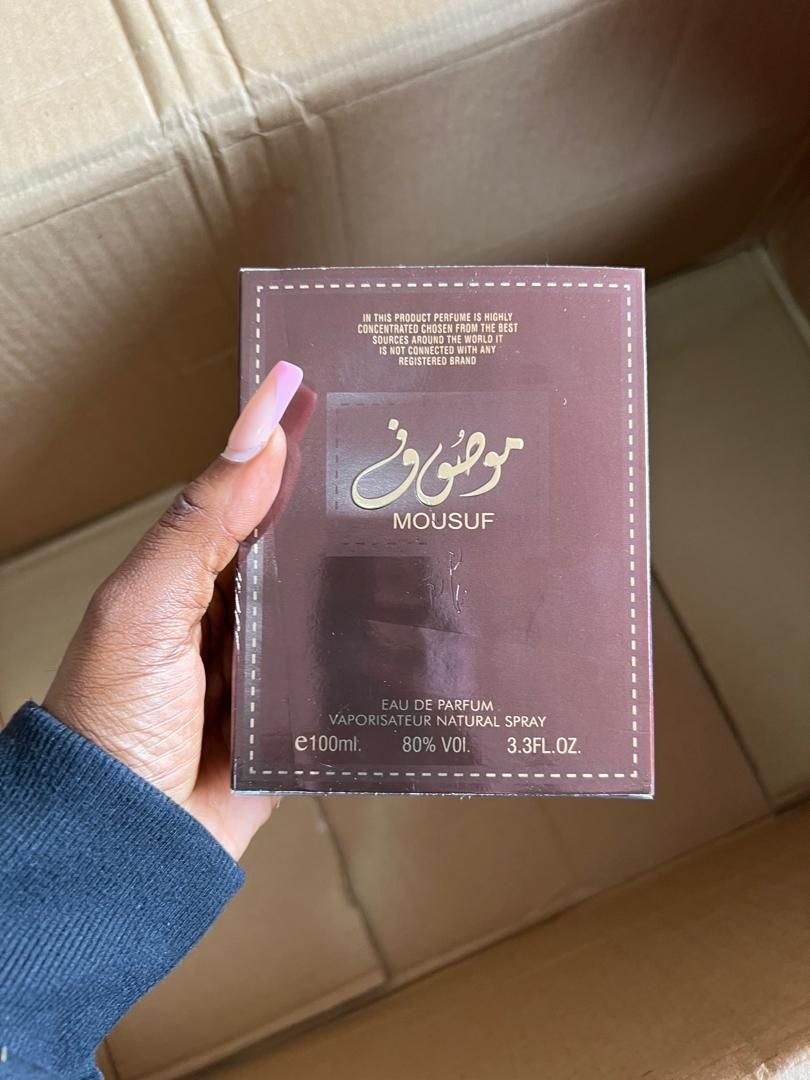 IN THIS PRODUCT PERFUME IS HIGHLY
CONCENTRATED CHOSEN FROM THE BEST
SOURCES AROUND THE WORLD IT
IS NOT CONNECTED WITH ANY
REGISTERED BRAND
موصوف
MOUSUF
EAU DE PARFUM
VAPORISATEUR NATURAL SPRAY
e100ml. 80% VOl. 3.3FL.OZ.